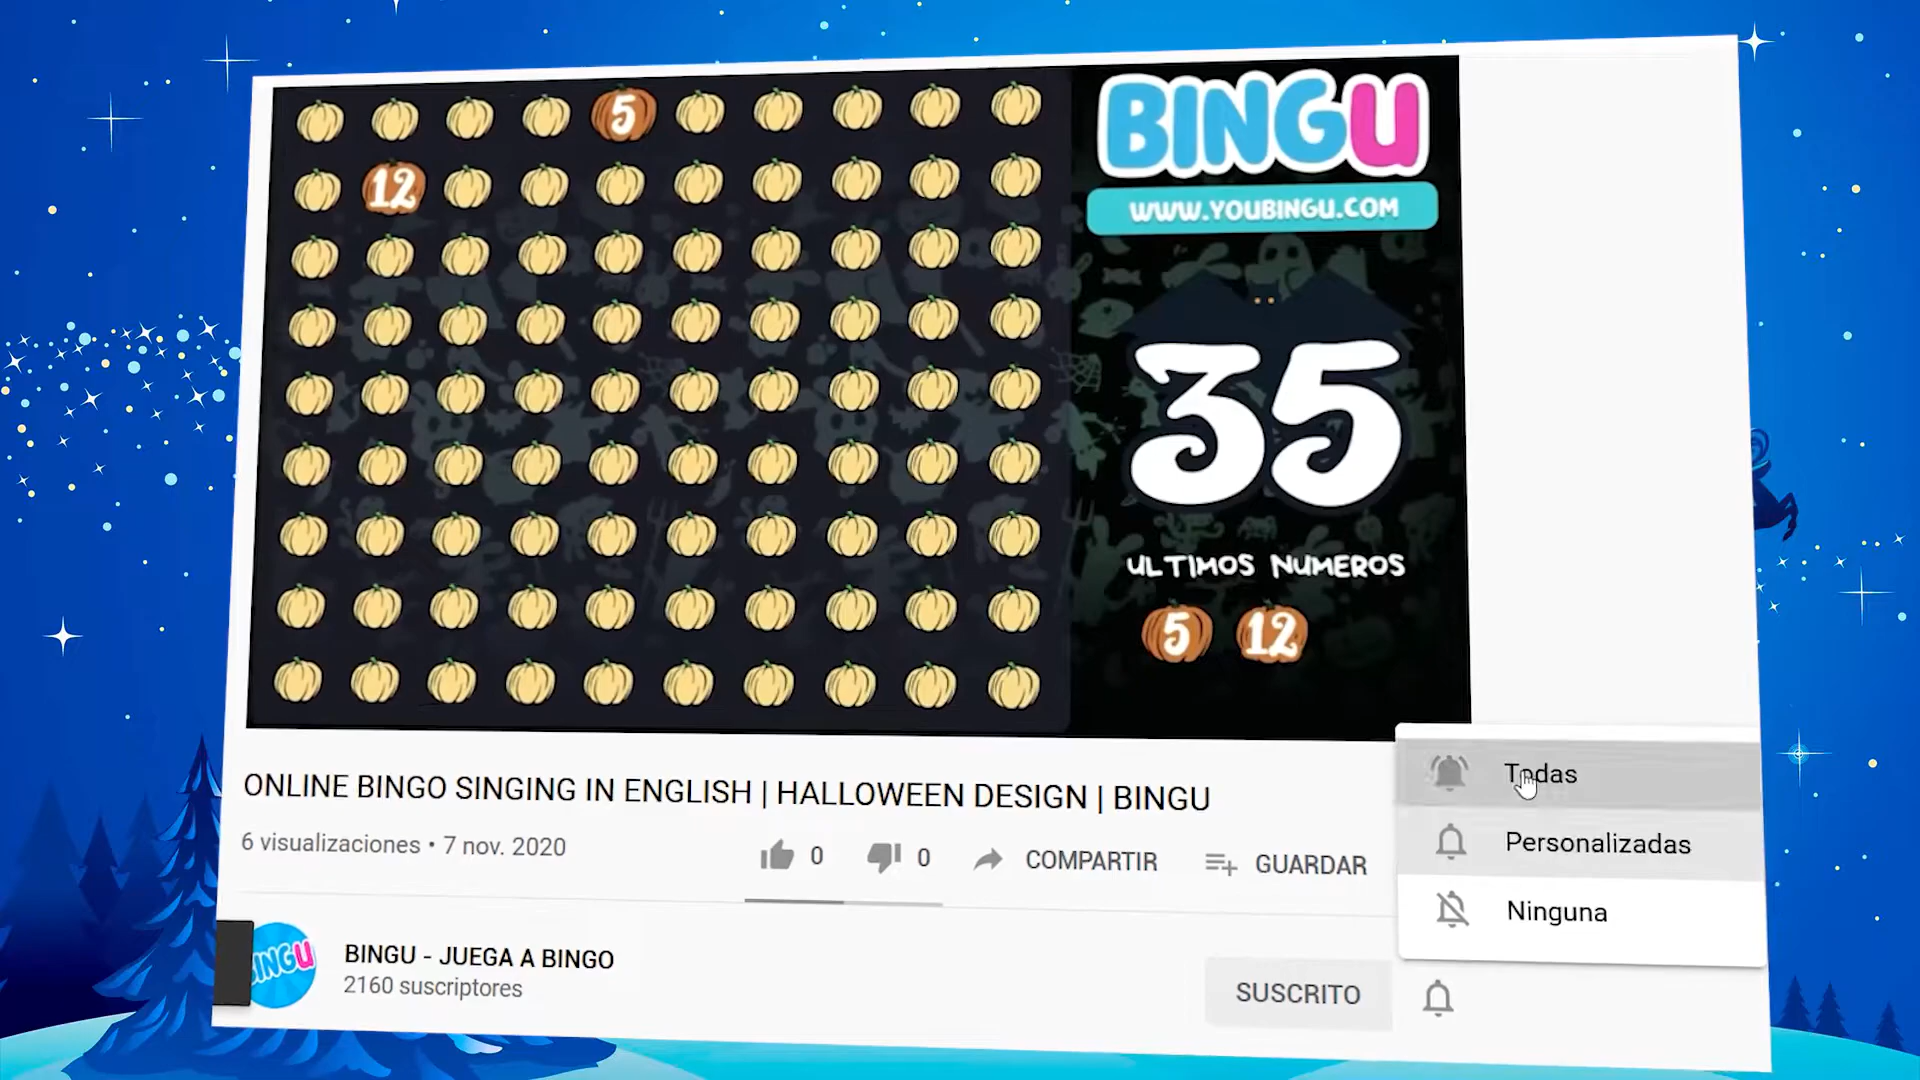 5
12
BINGU
WWW.YOUBINGU.COM
35
ULTIMOS NUMEROS
5 12
ONLINE BINGO SINGING IN ENGLISH | HALLOWEEN DESIGN | BINGU
6 visualizaciones • 7 nov. 2020
0 0 COMPARTIR GUARDAR
Todas
Personalizadas
Ninguna
BINGU
BINGU - JUEGA A BINGO
2160 suscriptores
SUSCRITO